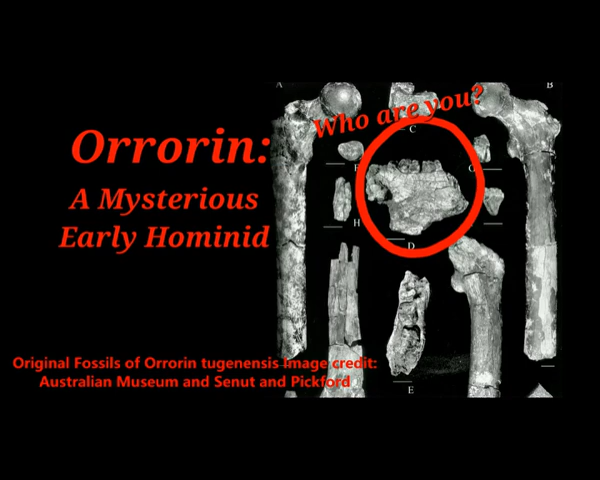 A
B
Who are you?
Orrorin:
C
F
G
A Mysterious
H
Early Hominid
D
Original Fossils of Orrorin tugenensis Image credit:
Australian Museum and Senut and Pickford
E